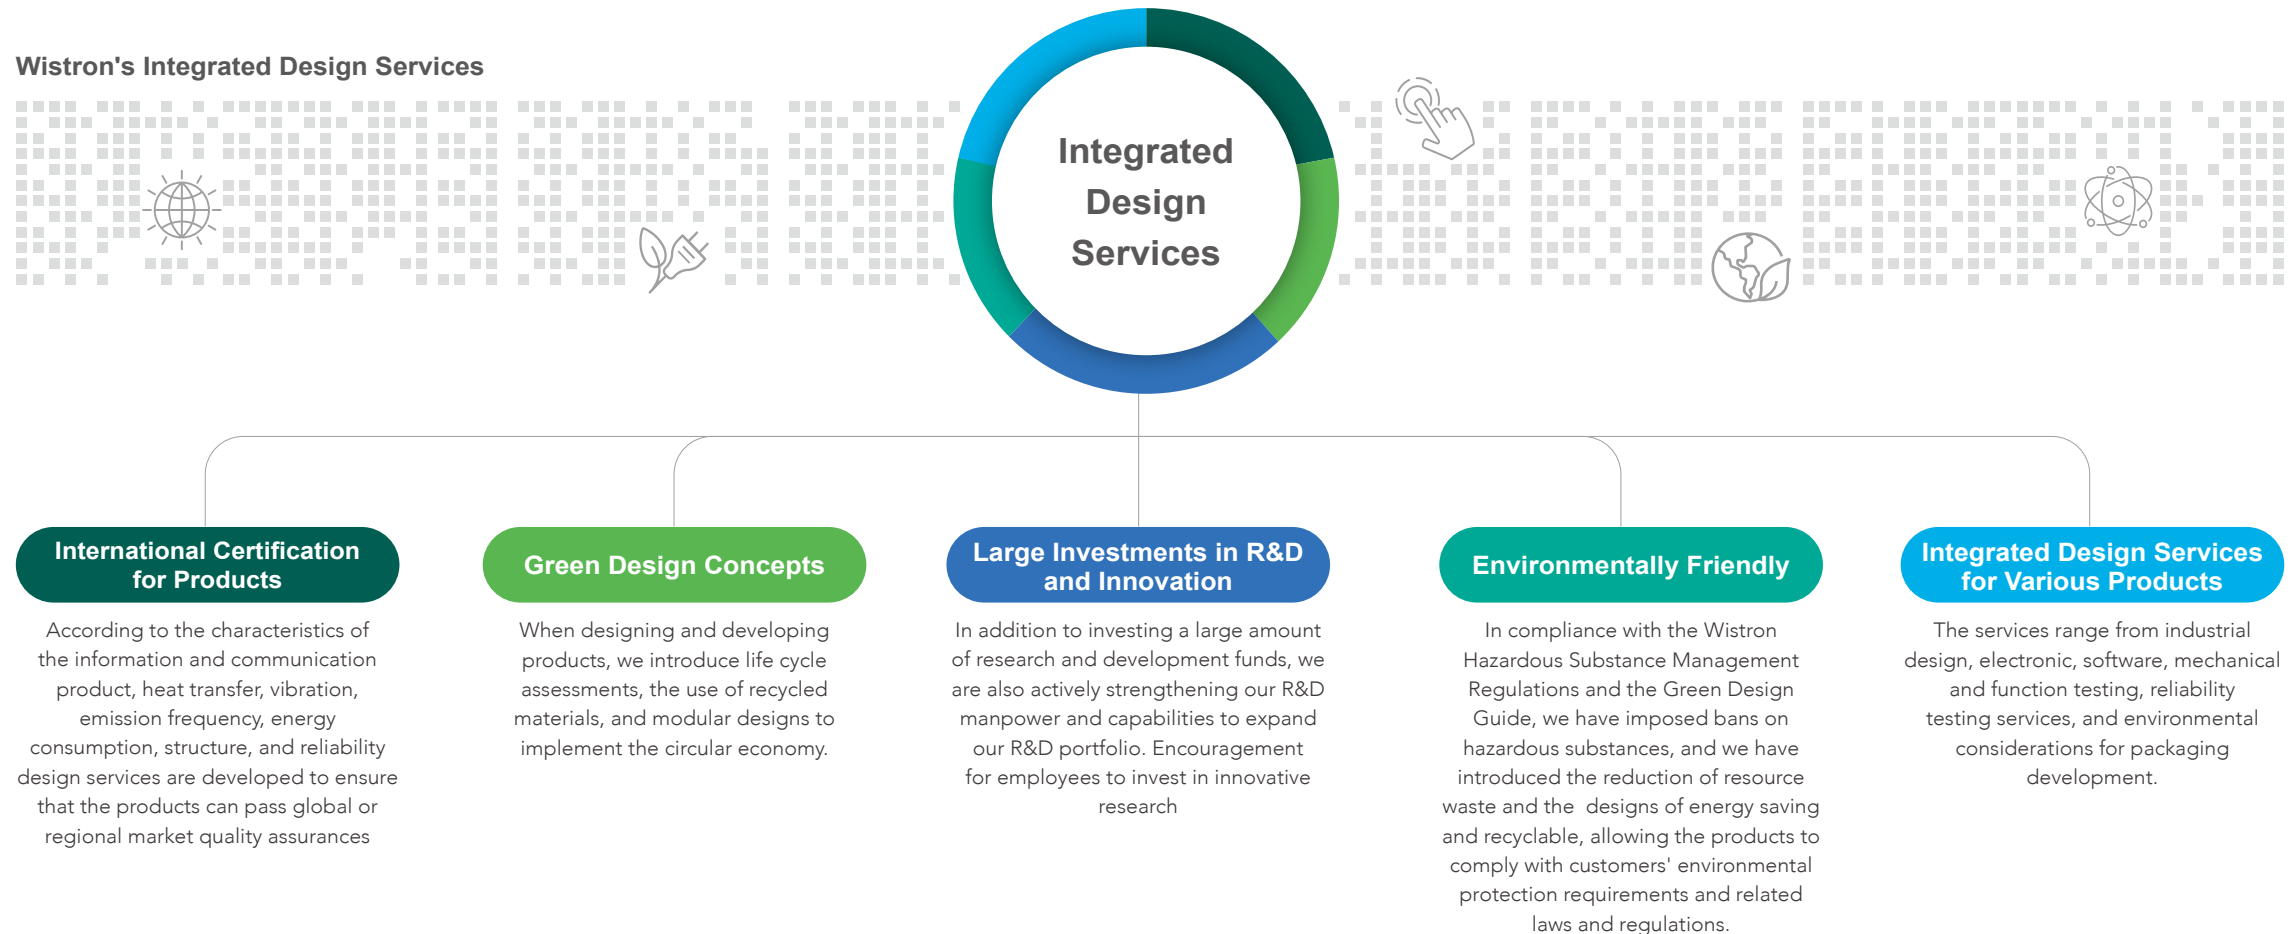 Wistron's Integrated Design Services
Integrated
Design
Services
International Certification
for Products
According to the characteristics of
the information and communication
product, heat transfer, vibration,
emission frequency, energy
consumption, structure, and reliability
design services are developed to ensure
that the products can pass global or
regional market quality assurances
Green Design Concepts
When designing and developing
products, we introduce life cycle
assessments, the use of recycled
materials, and modular designs to
implement the circular economy.
Large Investments in R&D
and Innovation
In addition to investing a large amount
of research and development funds, we
are also actively strengthening our R&D
manpower and capabilities to expand
our R&D portfolio. Encouragement
for employees to invest in innovative
research
Environmentally Friendly
In compliance with the Wistron
Hazardous Substance Management
Regulations and the Green Design
Guide, we have imposed bans on
hazardous substances, and we have
introduced the reduction of resource
waste and the  designs of energy saving
and recyclable, allowing the products to
comply with customers' environmental
protection requirements and related
laws and regulations.
Integrated Design Services
for Various Products
The services range from industrial
design, electronic, software, mechanical
and function testing, reliability
testing services, and environmental
considerations for packaging
development.